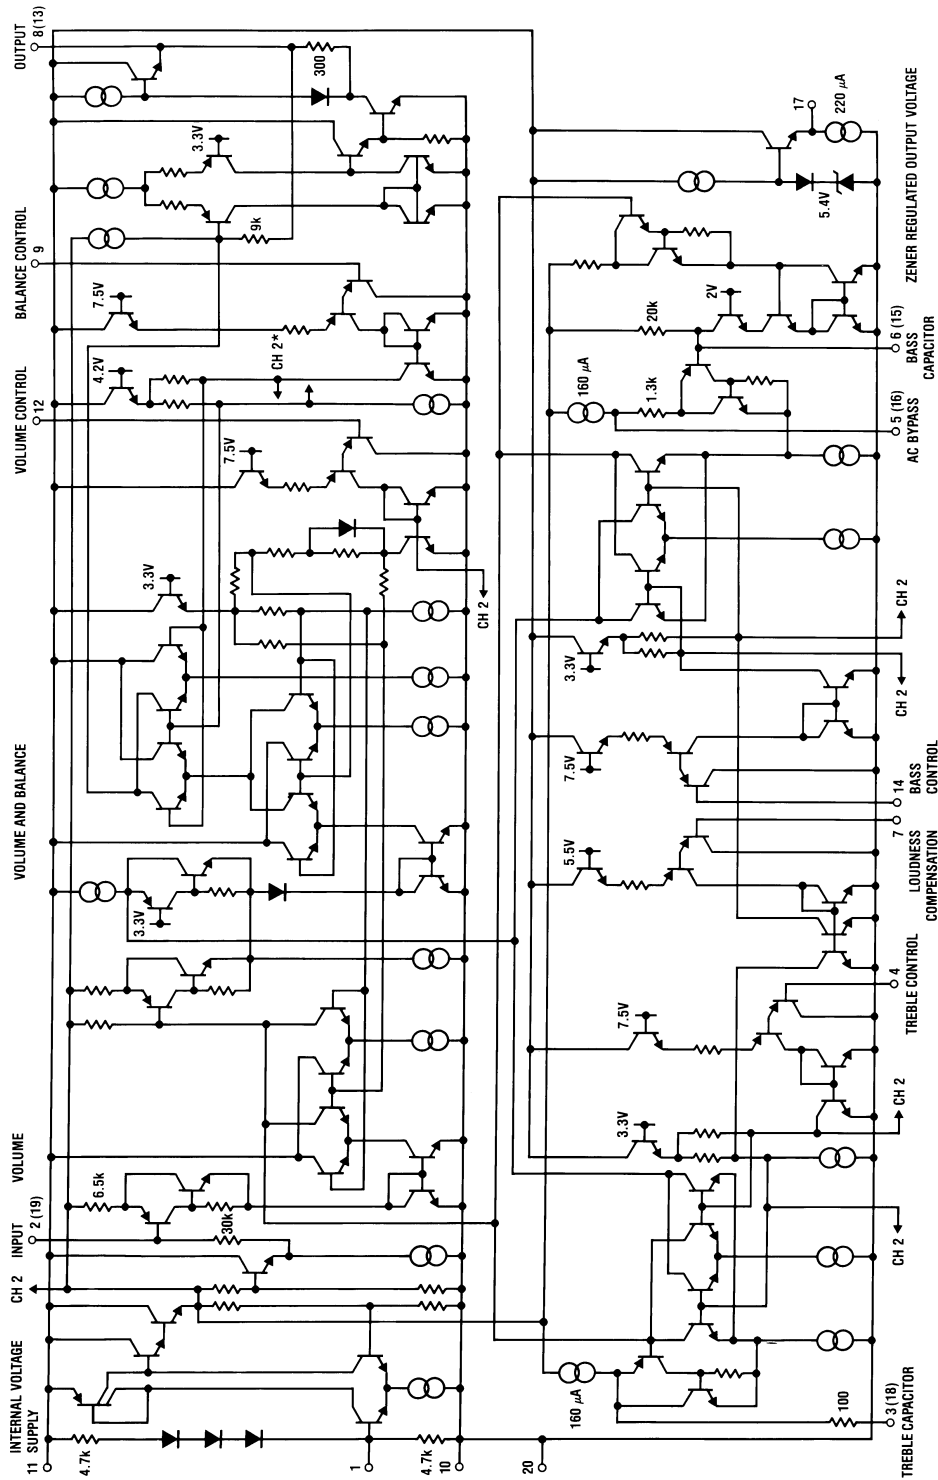 INTERNAL VOLTAGE
SUPPLY
11
4.7k
1
4.7k
10
CH 2
INPUT
2 (19)
30k
6.5k
VOLUME
3.3V
VOLUME AND BALANCE
3.3V
CH 2
7.5V
VOLUME CONTROL
12
4.2V
CH 2*
7.5V
BALANCE CONTROL
9
9k
3.3V
300
OUTPUT
8(13)
20
TREBLE CAPACITOR
3 (18)
100
160 µA
CH 2
3.3V
CH 2
7.5V
TREBLE CONTROL
4
5.5V
LOUDNESS
COMPENSATION
7
14
BASS
CONTROL
7.5V
3.3V
CH 2
CH 2
160 µA
1.3k
5 (16)
AC BYPASS
20k
2V
6 (15)
BASS
CAPACITOR
5.4V
ZENER REGULATED OUTPUT VOLTAGE
17
220 µA